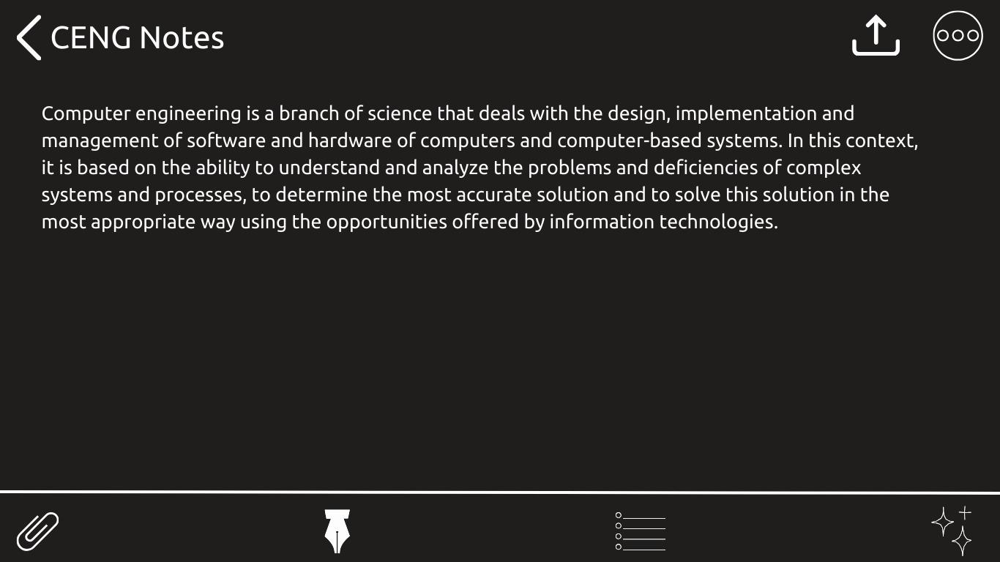 CENG Notes
Computer engineering is a branch of science that deals with the design, implementation and
management of software and hardware of computers and computer-based systems. In this context,
it is based on the ability to understand and analyze the problems and deficiencies of complex
systems and processes, to determine the most accurate solution and to solve this solution in the
most appropriate way using the opportunities offered by information technologies.